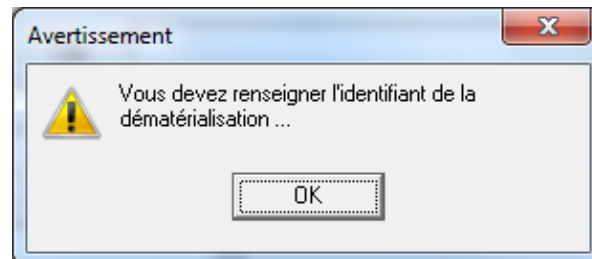 Avertissement
Vous devez renseigner l'identifiant de la
dématérialisation ...
OK